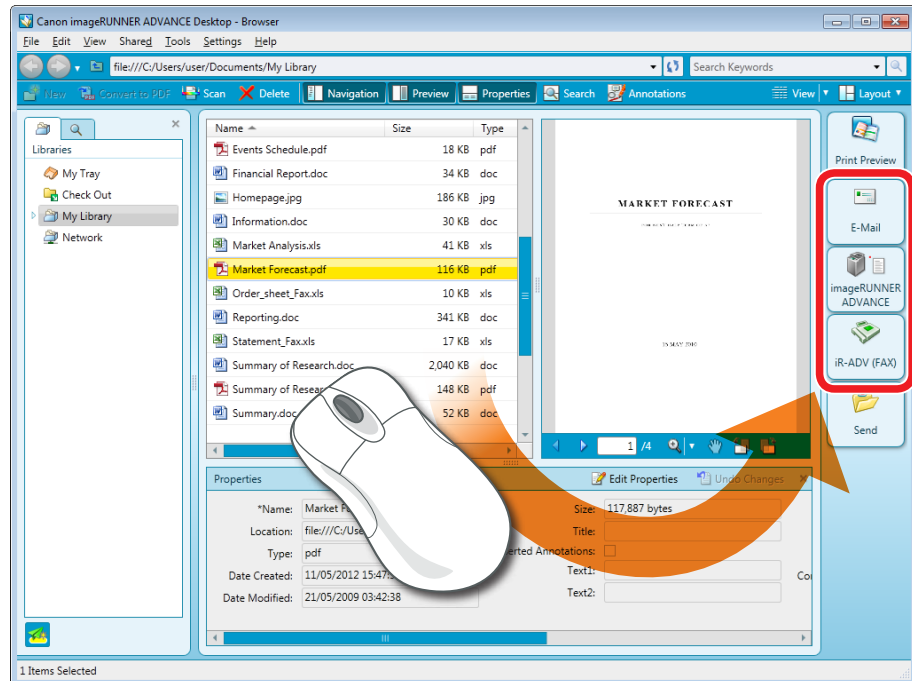 Canon imageRUNNER ADVANCE Desktop - Browser
File Edit View Shared Tools Settings Help
file:///C:/Users/user/Documents/My Library Search Keywords
New Convert to PDF Scan Delete Navigation Preview Properties Search Annotations View Layout
Libraries
My Tray
Check Out
My Library
Network
Name Size Type
Events Schedule.pdf 18 KB pdf
Financial Report.doc 34 KB doc
Homepage.jpg 186 KB jpg
Information.doc 30 KB doc
Market Analysis.xls 41 KB xls
Market Forecast.pdf 116 KB pdf
Order_sheet_Fax.xls 10 KB xls
Reporting.doc 341 KB doc
Statement_Fax.xls 17 KB xls
Summary of Research.doc 2,040 KB doc
Summary of Resear 148 KB pdf
Summary.doc 52 KB doc
MARKET FORECAST
15 MAY 2010
1 /4
Print Preview
E-Mail
imageRUNNER
ADVANCE
iR-ADV (FAX)
Send
Properties Edit Properties Undo Changes
*Name: Market F
Location: file:///C:/Use
Type: pdf
Date Created: 11/05/2012 15:47:
Date Modified: 21/05/2009 03:42:38
Size: 117,887 bytes
Title:
erted Annotations:
Text1:
Text2:
1 Items Selected